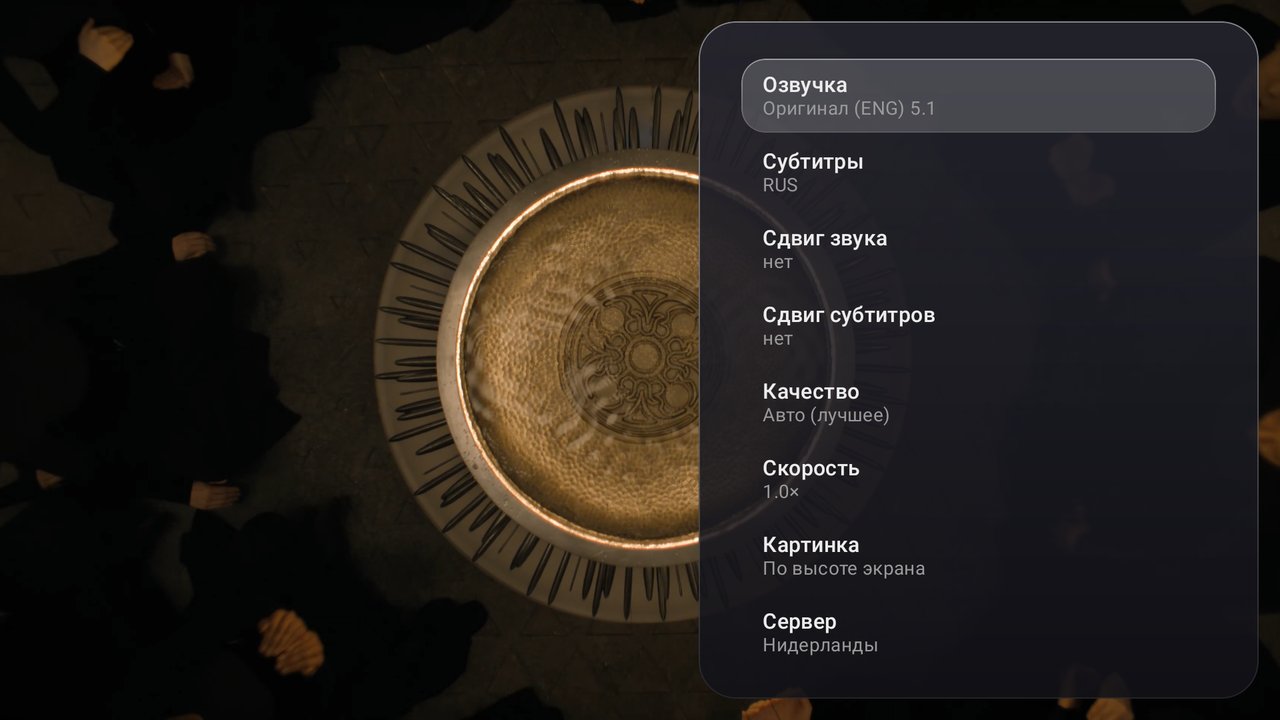 Озвучка
Оригинал (ENG) 5.1
Субтитры
RUS
Сдвиг звука
нет
Сдвиг субтитров
нет
Качество
Авто (лучшее)
Скорость
1.0×
Картинка
По высоте экрана
Сервер
Нидерланды